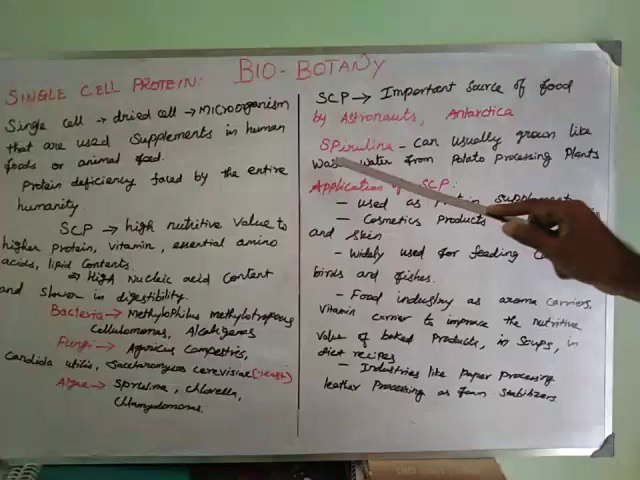 BIO-BOTANY
SINGLE CELL PROTEIN:
Single cell → dried cell → Microorganism
that are used supplements in human
foods or animal feed.
Protein deficiency faced by the entire
humanity
SCP → high nutritive value to
higher protein, vitamin, essential amino
acids, lipid contents.
→ High Nucleic acid content
and slower in digestibility.
Bacteria → Methylophilus methylotropous
Cellulomonas, Alcaligenes
Fungi → Agaricus campestris,
Candida utilis, Saccharomyces cerevisiae (yeast)
Algae → Spirulina, chlorella,
Chlamydomonas.
SCP → Important source of food
by Astronauts, Antarctica
Spirulina - can usually grown like
water from Potato Processing Plants
Application of SCP:
- used as Protein supplement
- Cosmetics Products
and skin
- widely used for feeding
birds and fishes.
- Food industry as aroma carriers,
vitamin carrier to improve the nutritive
value of baked Products, in soups, in
diet recipes
- Industries like Paper Processing
leather Processing as foam stabilizers